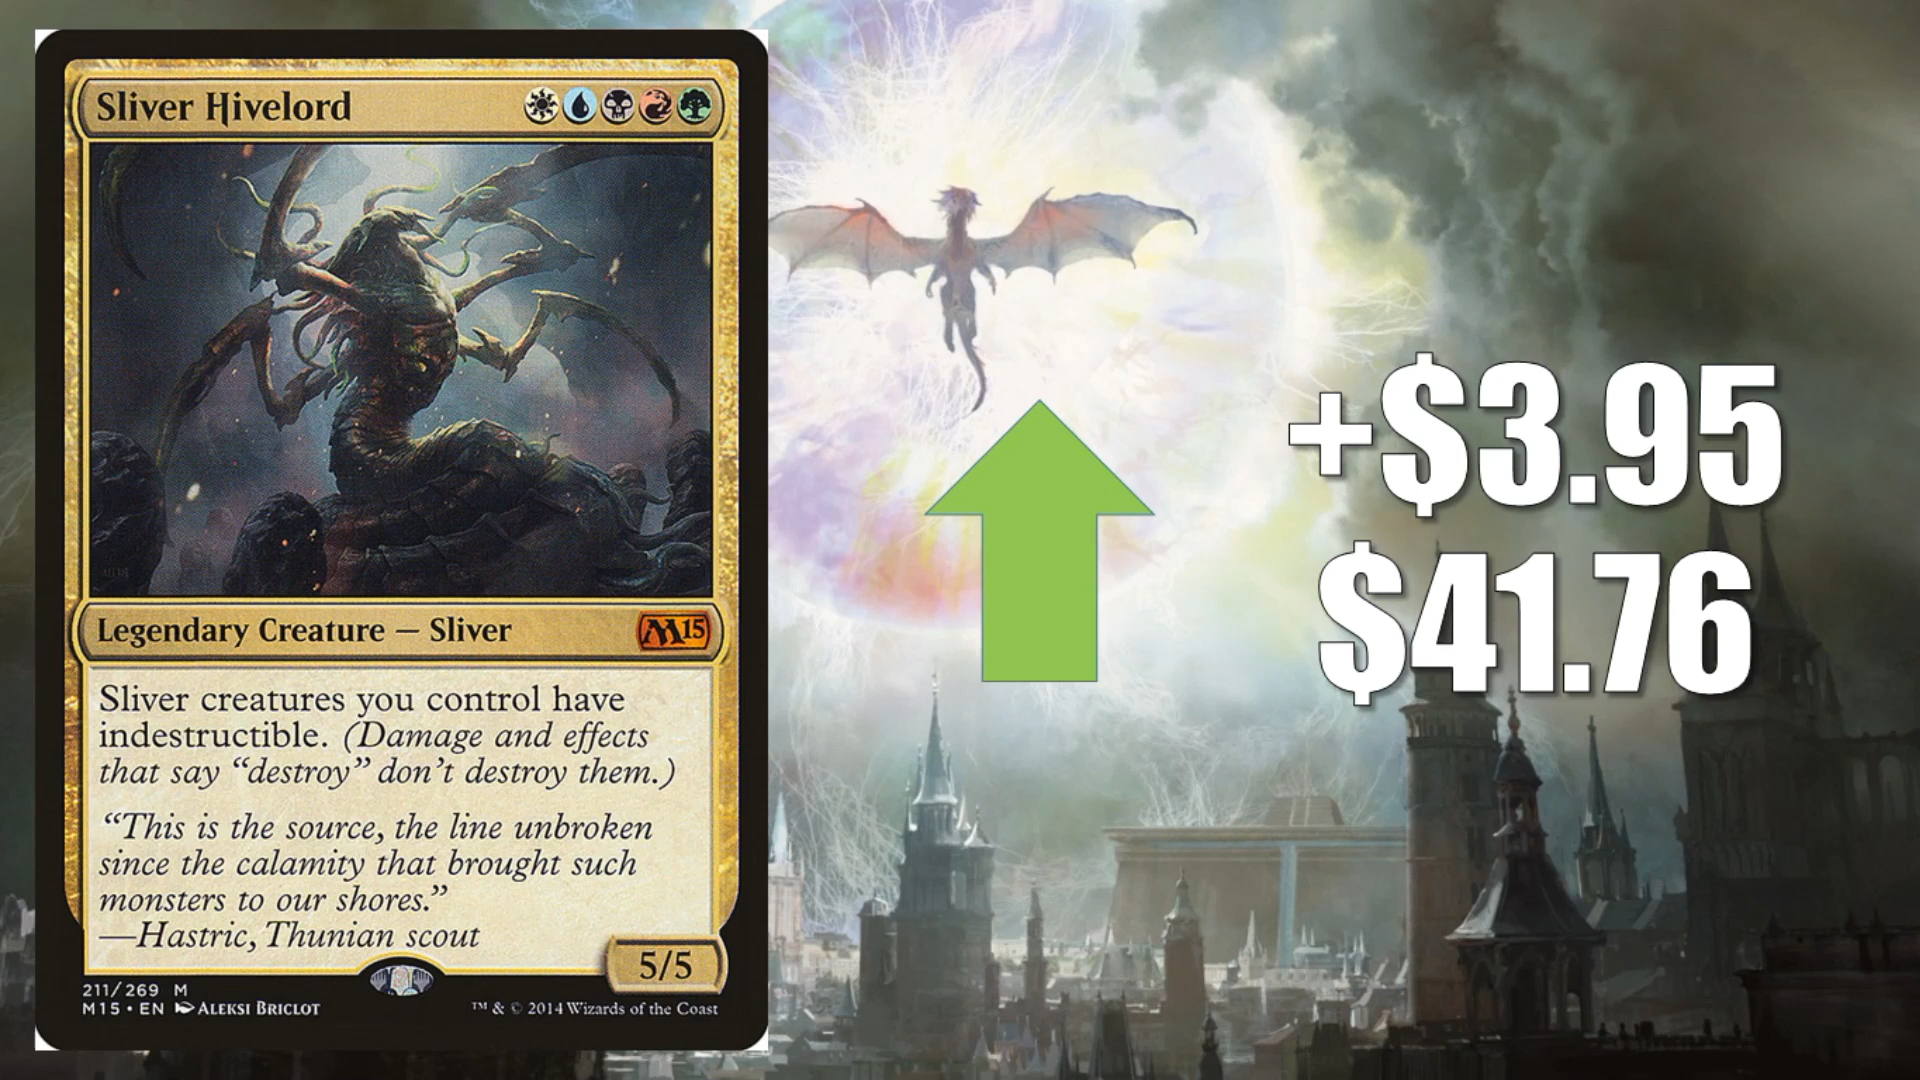 Sliver Hivelord
Legendary Creature — Sliver
M15
Sliver creatures you control have
indestructible. (Damage and effects
that say “destroy” don’t destroy them.)
“This is the source, the line unbroken
since the calamity that brought such
monsters to our shores.”
—Hastric, Thunian scout
5/5
211/269 M
M15 • EN ALEKSI BRICLOT
™ & © 2014 Wizards of the Coast
+$3.95
$41.76